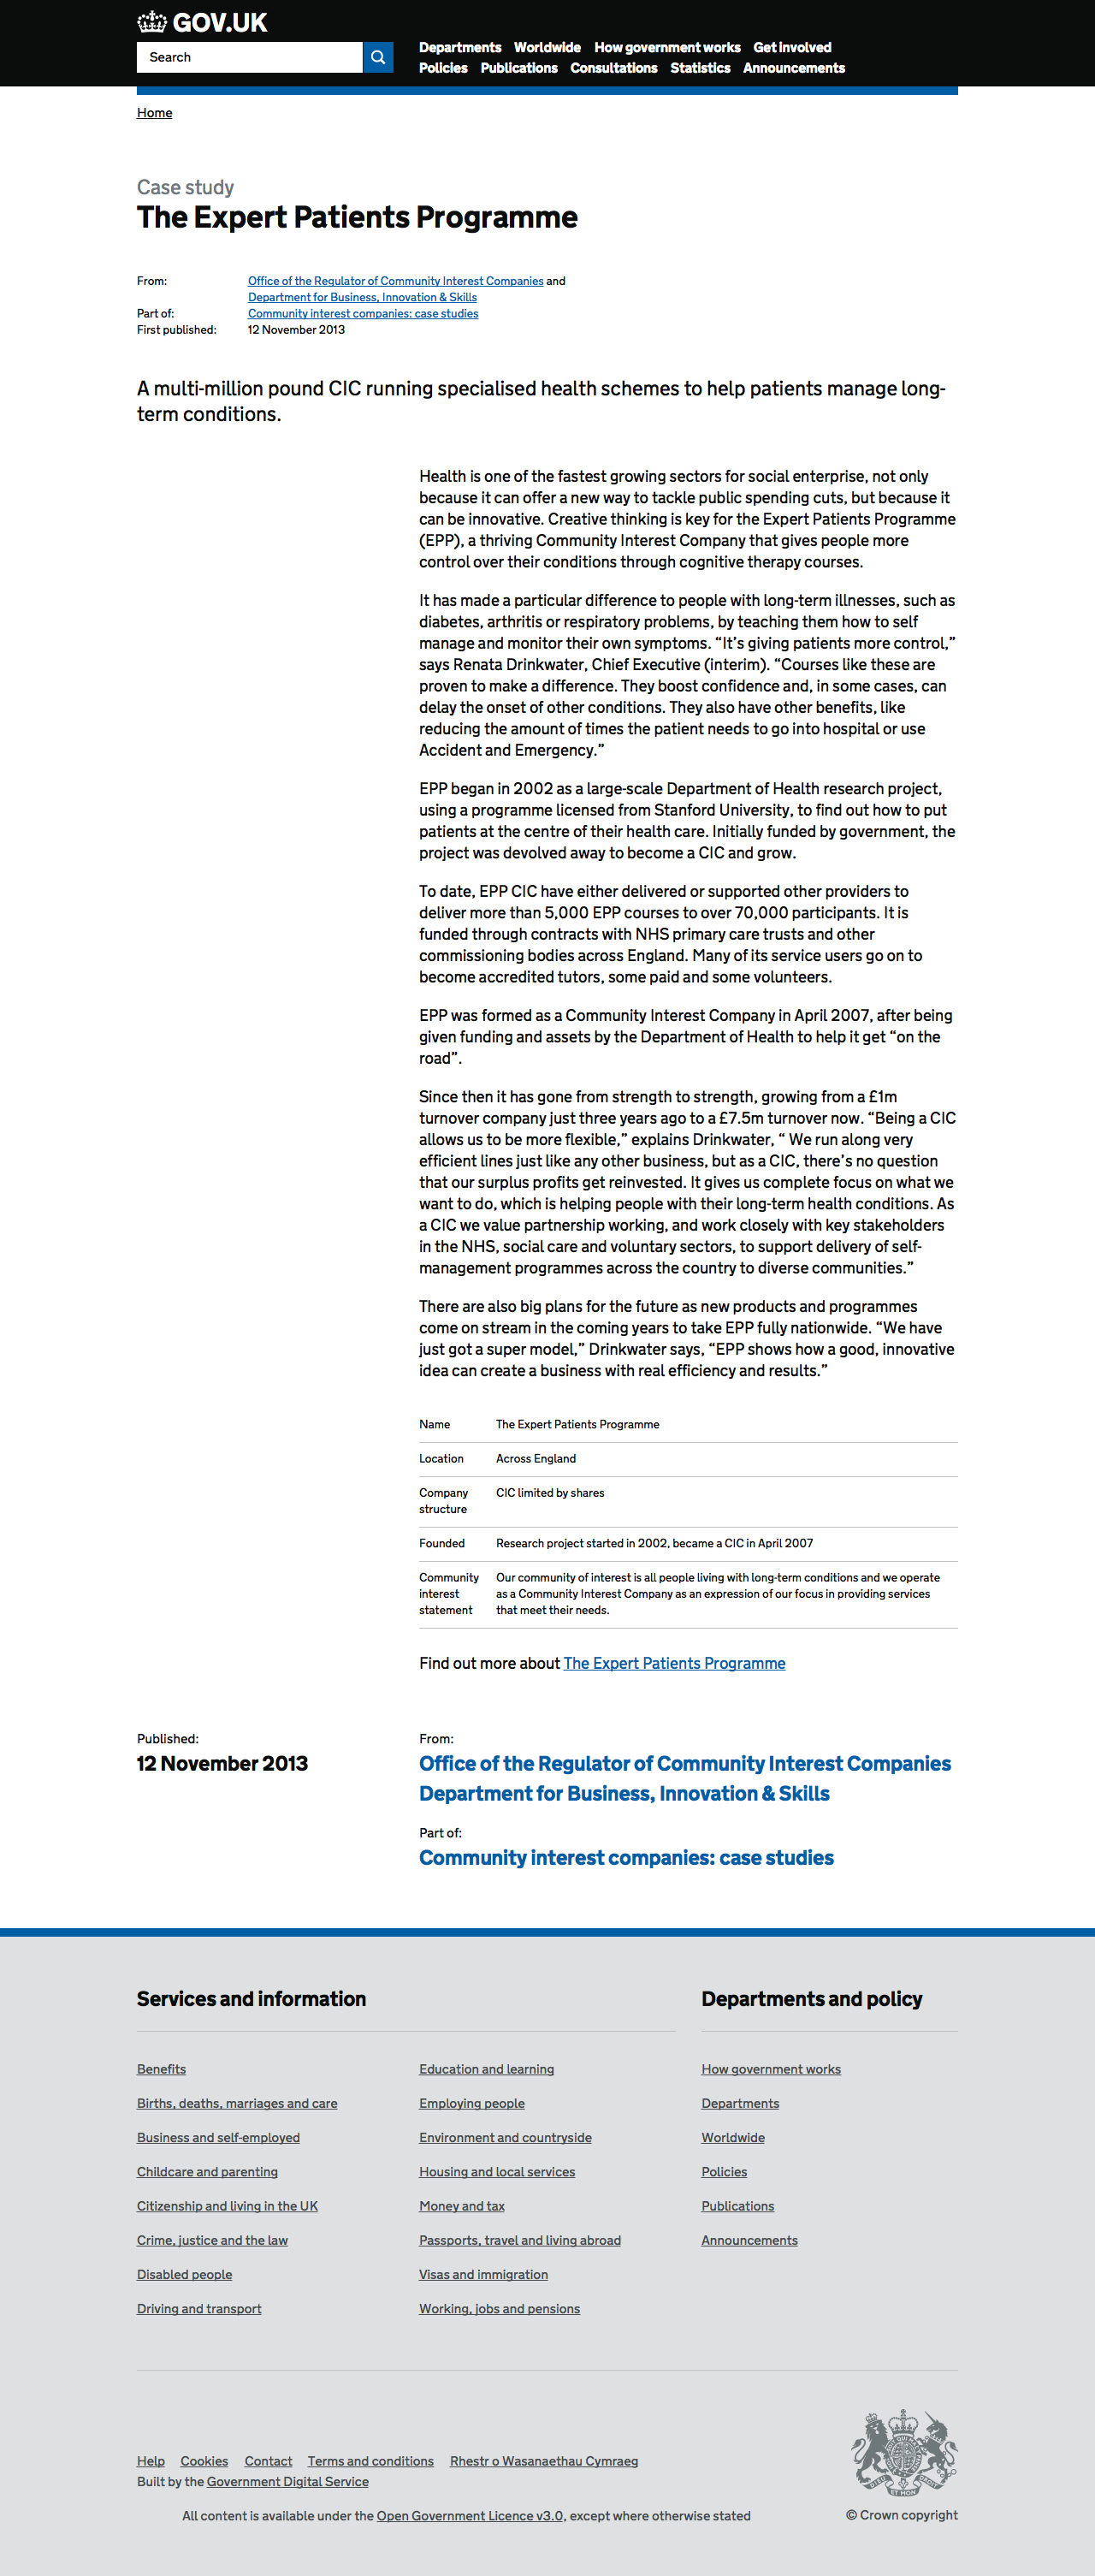 GOV.UK
Search
Departments Worldwide How government works Get involved
Policies Publications Consultations Statistics Announcements
Home
Case study
The Expert Patients Programme
From: Office of the Regulator of Community Interest Companies and
Department for Business, Innovation & Skills
Part of: Community interest companies: case studies
First published: 12 November 2013
A multi-million pound CIC running specialised health schemes to help patients manage long-
term conditions.
Health is one of the fastest growing sectors for social enterprise, not only
because it can offer a new way to tackle public spending cuts, but because it
can be innovative. Creative thinking is key for the Expert Patients Programme
(EPP), a thriving Community Interest Company that gives people more
control over their conditions through cognitive therapy courses.
It has made a particular difference to people with long-term illnesses, such as
diabetes, arthritis or respiratory problems, by teaching them how to self
manage and monitor their own symptoms. “It’s giving patients more control,”
says Renata Drinkwater, Chief Executive (interim). “Courses like these are
proven to make a difference. They boost confidence and, in some cases, can
delay the onset of other conditions. They also have other benefits, like
reducing the amount of times the patient needs to go into hospital or use
Accident and Emergency.”
EPP began in 2002 as a large-scale Department of Health research project,
using a programme licensed from Stanford University, to find out how to put
patients at the centre of their health care. Initially funded by government, the
project was devolved away to become a CIC and grow.
To date, EPP CIC have either delivered or supported other providers to
deliver more than 5,000 EPP courses to over 70,000 participants. It is
funded through contracts with NHS primary care trusts and other
commissioning bodies across England. Many of its service users go on to
become accredited tutors, some paid and some volunteers.
EPP was formed as a Community Interest Company in April 2007, after being
given funding and assets by the Department of Health to help it get “on the
road”.
Since then it has gone from strength to strength, growing from a £1m
turnover company just three years ago to a £7.5m turnover now. “Being a CIC
allows us to be more flexible,” explains Drinkwater, “ We run along very
efficient lines just like any other business, but as a CIC, there’s no question
that our surplus profits get reinvested. It gives us complete focus on what we
want to do, which is helping people with their long-term health conditions. As
a CIC we value partnership working, and work closely with key stakeholders
in the NHS, social care and voluntary sectors, to support delivery of self-
management programmes across the country to diverse communities.”
There are also big plans for the future as new products and programmes
come on stream in the coming years to take EPP fully nationwide. “We have
just got a super model,” Drinkwater says, “EPP shows how a good, innovative
idea can create a business with real efficiency and results.”
Name The Expert Patients Programme
Location Across England
Company CIC limited by shares
structure
Founded Research project started in 2002, became a CIC in April 2007
Community Our community of interest is all people living with long-term conditions and we operate
interest as a Community Interest Company as an expression of our focus in providing services
statement that meet their needs.
Find out more about The Expert Patients Programme
Published: From:
12 November 2013 Office of the Regulator of Community Interest Companies
Department for Business, Innovation & Skills
Part of:
Community interest companies: case studies
Services and information Departments and policy
Benefits Education and learning How government works
Births, deaths, marriages and care Employing people Departments
Business and self-employed Environment and countryside Worldwide
Childcare and parenting Housing and local services Policies
Citizenship and living in the UK Money and tax Publications
Crime, justice and the law Passports, travel and living abroad Announcements
Disabled people Visas and immigration
Driving and transport Working, jobs and pensions
Help Cookies Contact Terms and conditions Rhestr o Wasanaethau Cymraeg
Built by the Government Digital Service
All content is available under the Open Government Licence v3.0, except where otherwise stated
© Crown copyright